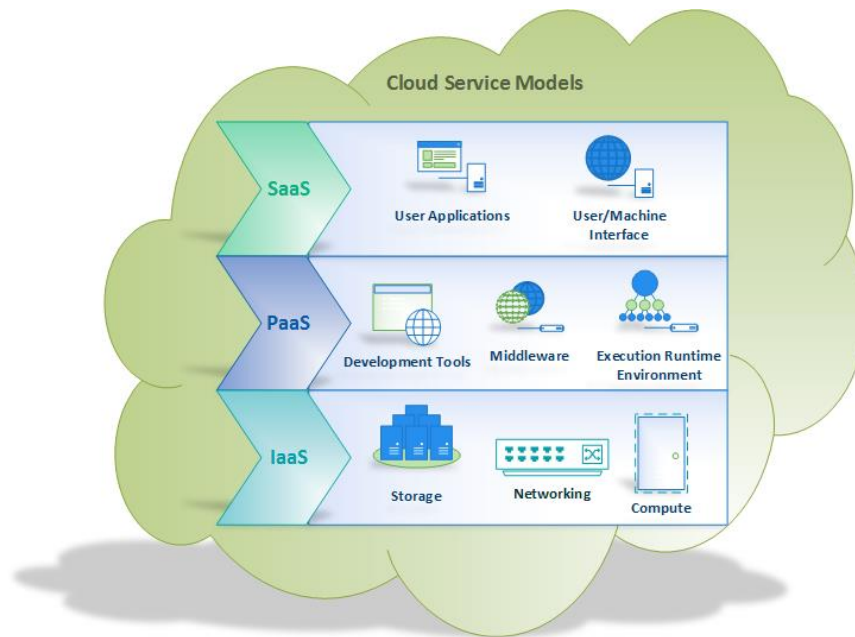 Cloud Service Models
SaaS
User Applications
User/Machine
Interface
PaaS
Development Tools
Middleware
Execution Runtime
Environment
IaaS
Storage
Networking
Compute